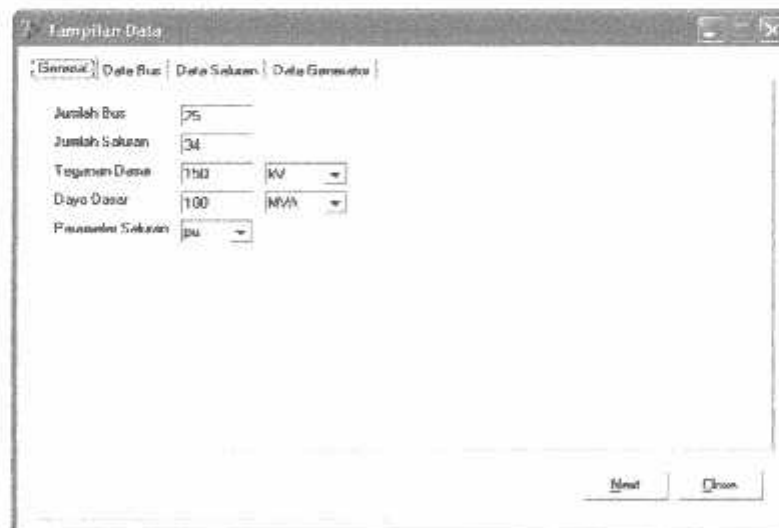 Tampilan Data
General Data Bus Data Saluran Data Generator
Jumlah Bus 25
Jumlah Saluran 34
Tegangan Dasar 150 kV
Daya Dasar 100 MVA
Parameter Saluran pu
Next Close